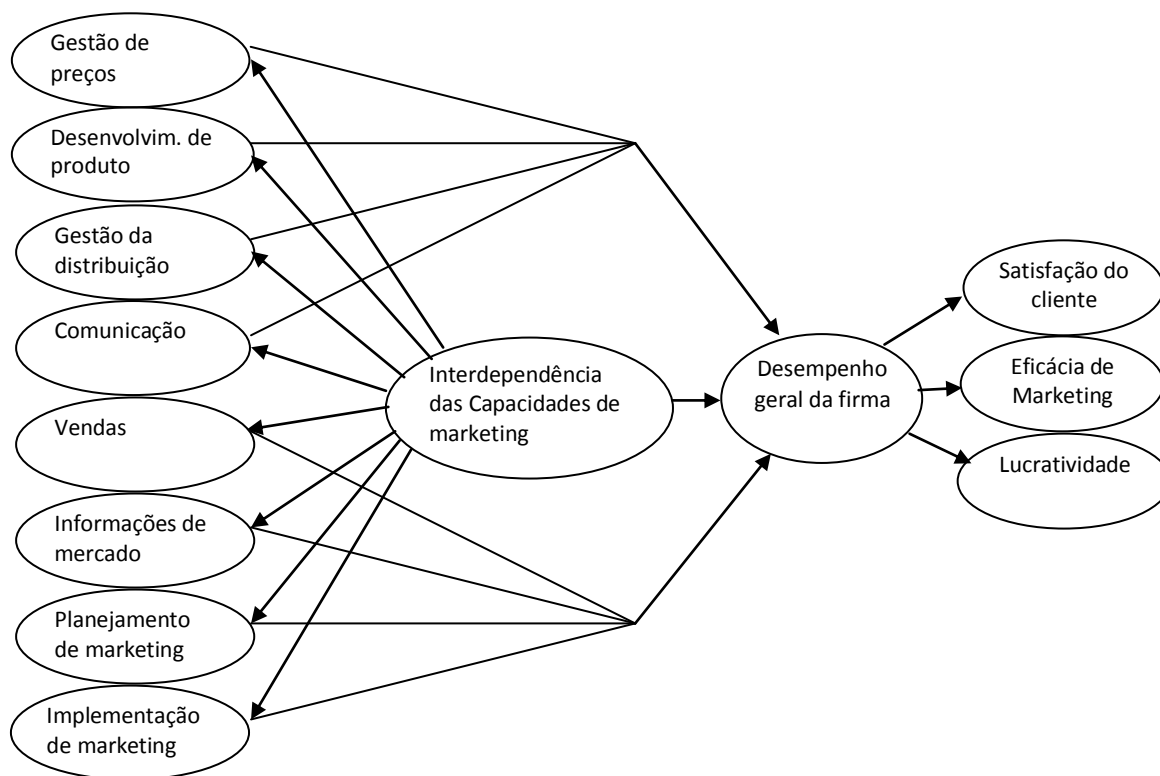 Gestão de
preços
Desenvolvim. de
produto
Gestão da
distribuição
Comunicação
Vendas
Informações de
mercado
Planejamento
de marketing
Implementação
de marketing
Interdependência
das Capacidades de
marketing
Desempenho
geral da firma
Satisfação do
cliente
Eficácia de
Marketing
Lucratividade